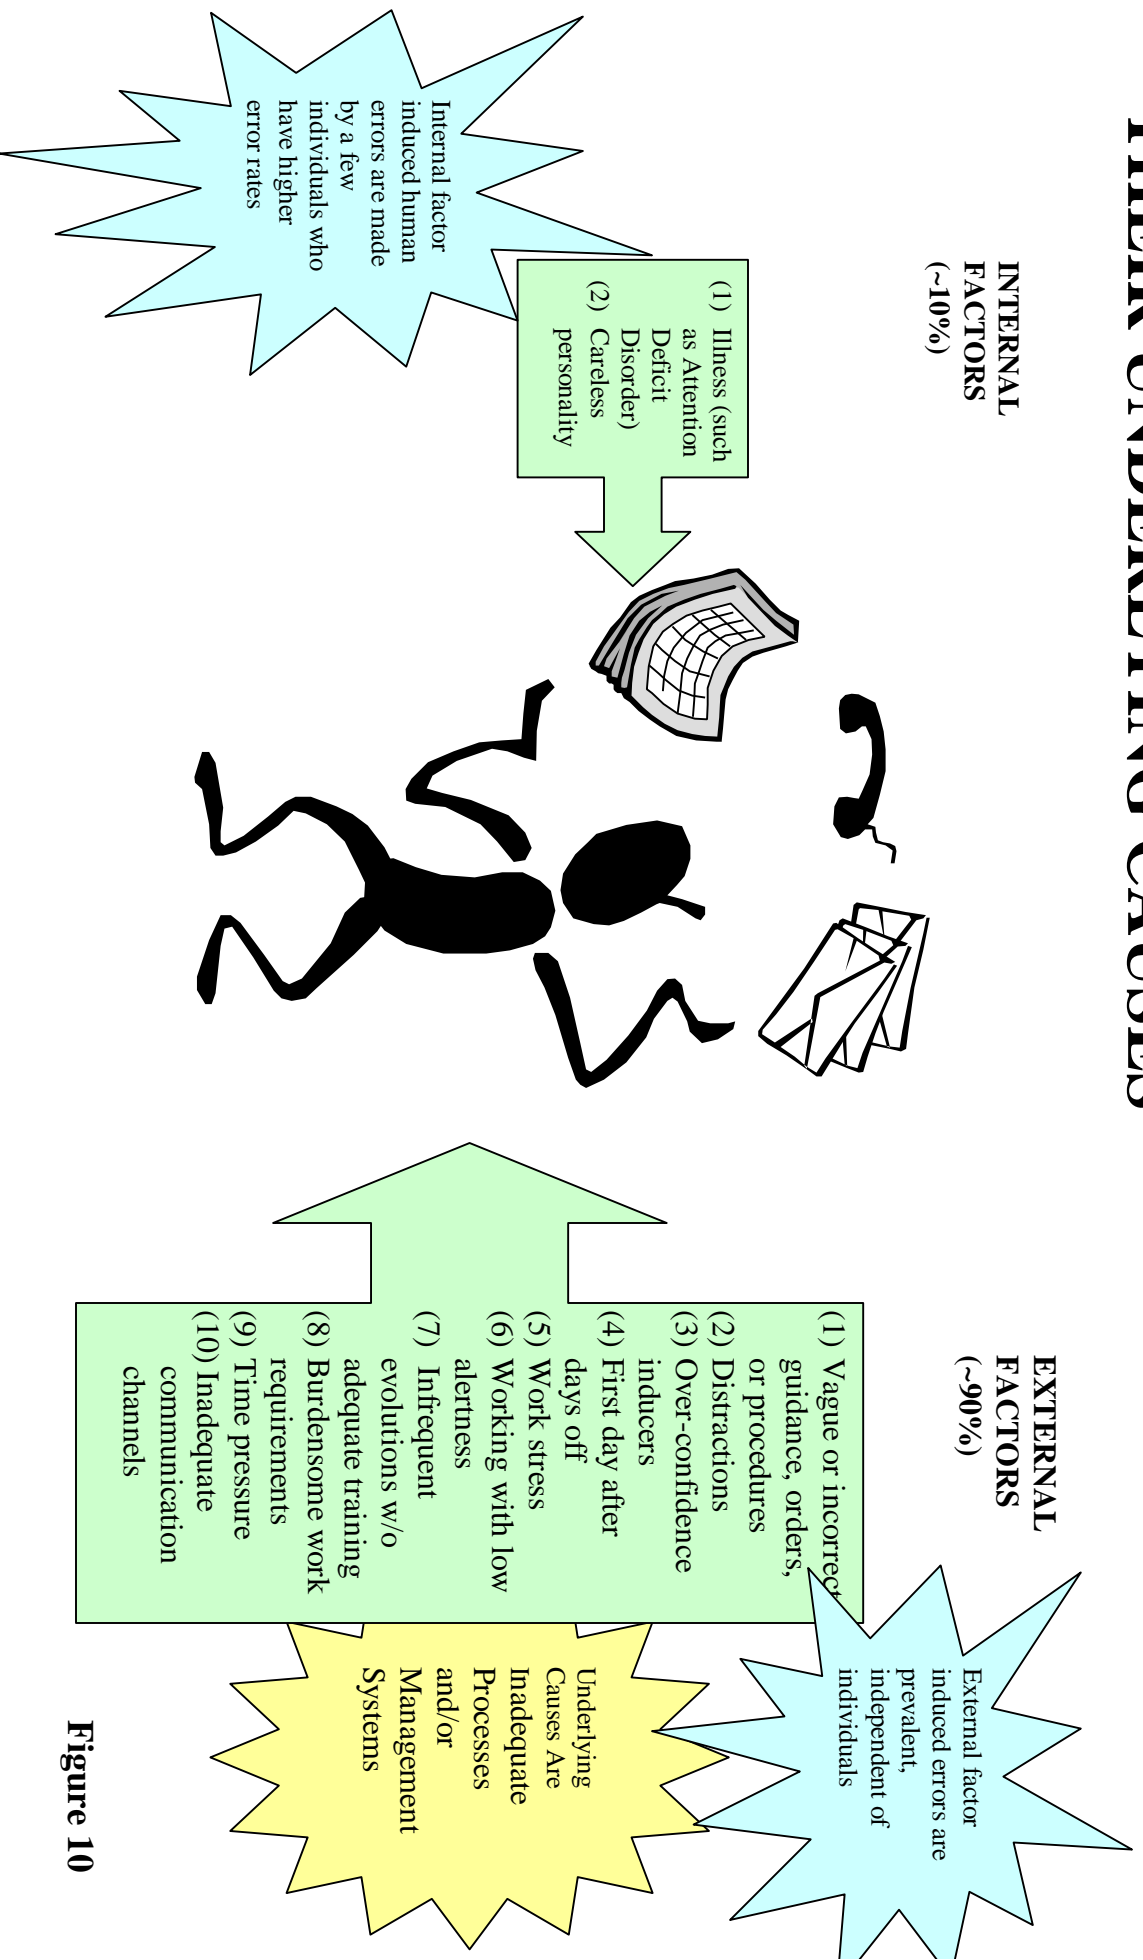 THEIR UNDERLYING CAUSES
INTERNAL
FACTORS
(~10%)
EXTERNAL
FACTORS
(~90%)
(1) Illness (such
as Attention
Deficit
Disorder)
(2) Careless
personality
Internal factor
induced human
errors are made
by a few
individuals who
have higher
error rates
(1) Vague or incorrect
guidance, orders,
or procedures
(2) Distractions
(3) Over-confidence
inducers
(4) First day after
days off
(5) Work stress
(6) Working with low
alertness
(7) Infrequent
evolutions w/o
adequate training
(8) Burdensome work
requirements
(9) Time pressure
(10) Inadequate
communication
channels
External factor
induced errors are
prevalent,
independent of
individuals
Underlying
Causes Are
Inadequate
Processes
and/or
Management
Systems
Figure 10